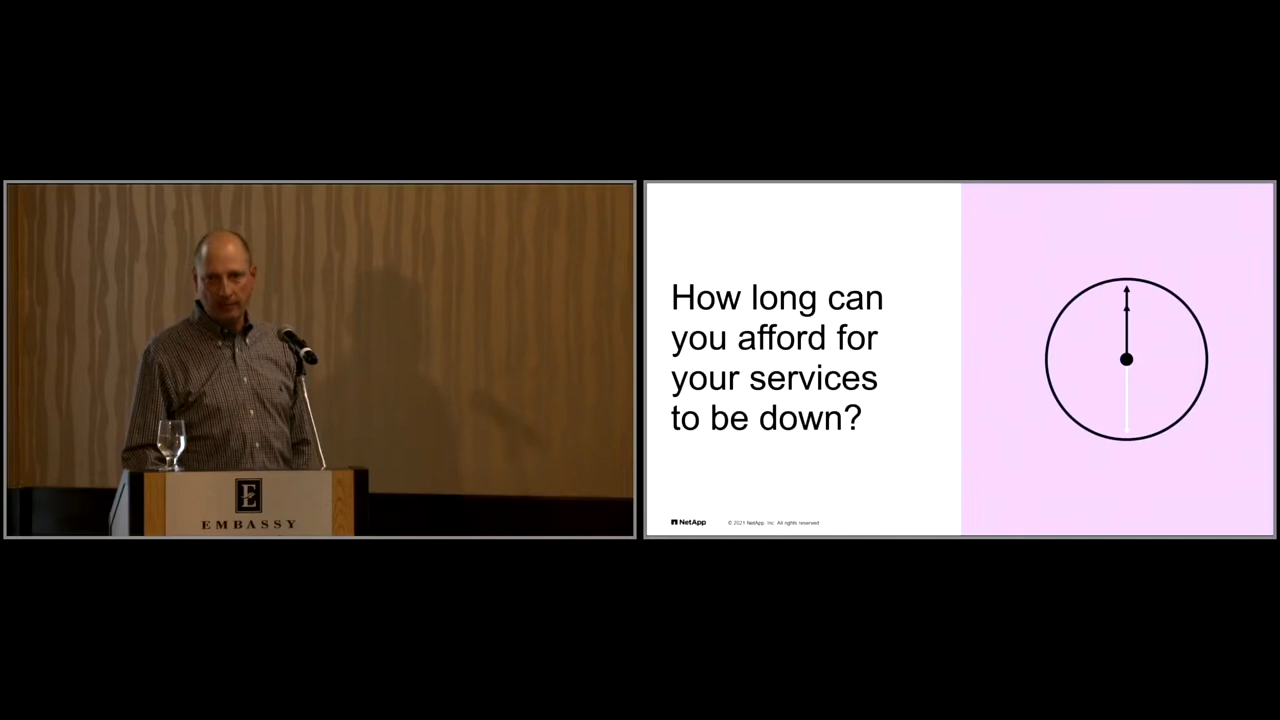 E
EMBASSY
How long can
you afford for
your services
to be down?
NetApp
© 2021 NetApp, Inc. All rights reserved